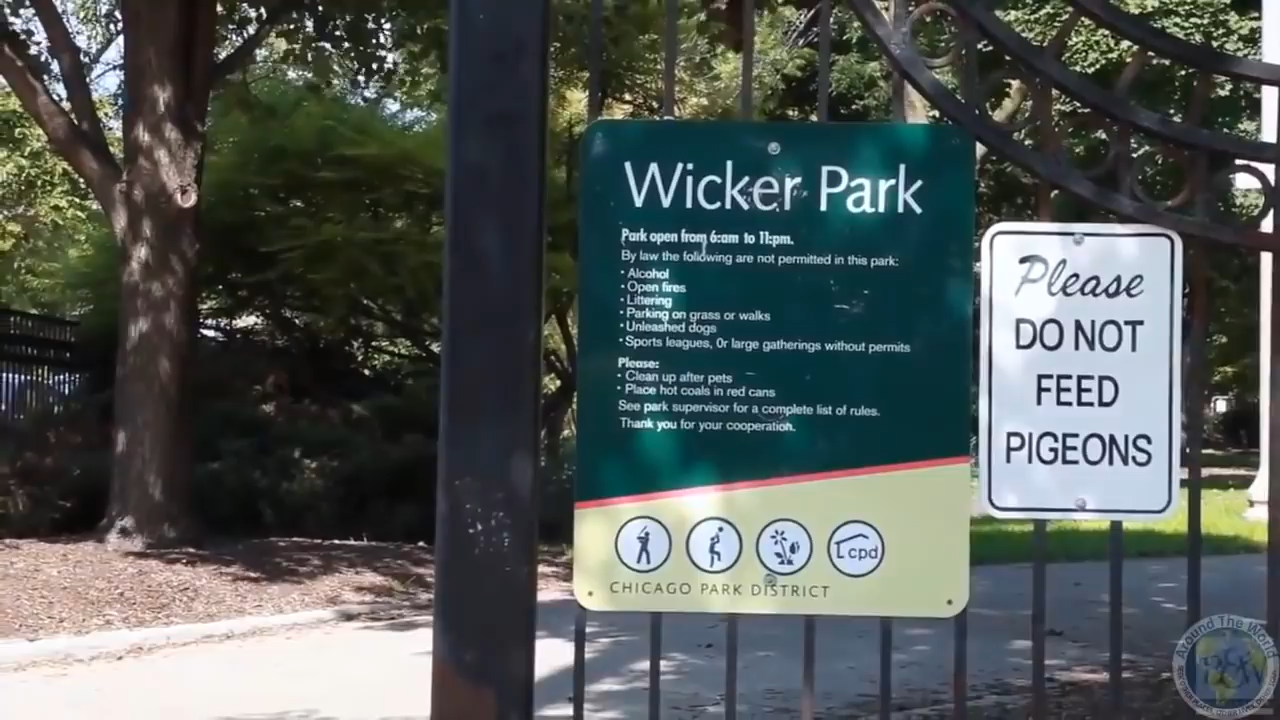 Wicker Park
Park open from 6:am to 11:pm.
By law the following are not permitted in this park:
• Alcohol
• Open fires
• Littering
• Parking on grass or walks
• Unleashed dogs
• Sports leagues, 0r large gatherings without permits
Please:
• Clean up after pets
• Place hot coals in red cans
See park supervisor for a complete list of rules.
Thank you for your cooperation.
cpd
CHICAGO PARK DISTRICT
Please
DO NOT
FEED
PIGEONS
Around The World